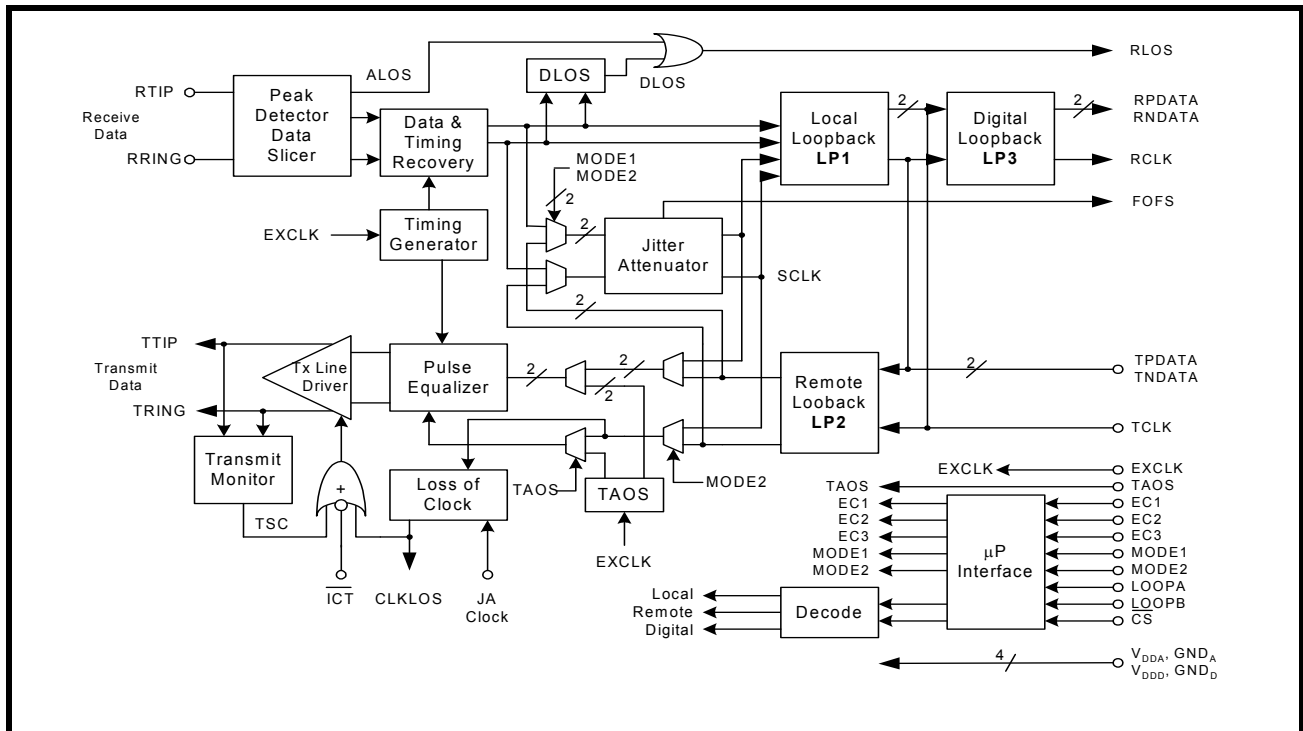 RTIP
Receive
Data
RRING
Peak
Detector
Data
Slicer
ALOS
Data &
Timing
Recovery
DLOS
DLOS
RLOS
Local
Loopback
LP1
2
Digital
Loopback
LP3
2
RPDATA
RNDATA
RCLK
MODE1
MODE2
2
FOFS
EXCLK
Timing
Generator
2
Jitter
Attenuator
SCLK
2
TTIP
Transmit
Data
TRING
Tx Line
Driver
Pulse
Equalizer
2
2
2
Remote
Looback
LP2
2
TPDATA
TNDATA
TCLK
Transmit
Monitor
TSC
+
ICT
Loss of
Clock
CLKLOS
JA
Clock
TAOS
TAOS
EXCLK
MODE2
EXCLK
EXCLK
TAOS
TAOS
EC1
EC1
EC2
EC2
EC3
EC3
MODE1
MODE1
MODE2
MODE2
µP
Interface
LOOPA
LOOPB
CS
Local
Remote
Digital
Decode
4
VDDA, GNDA
VDDD, GNDD